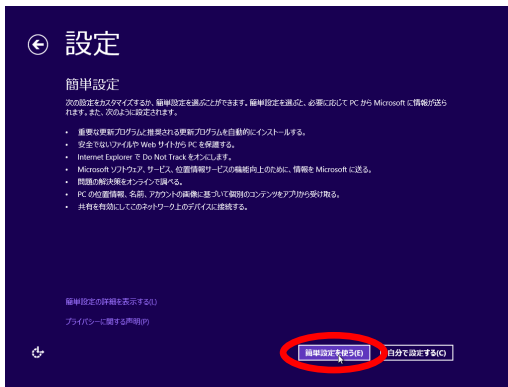 設定
簡単設定
次の設定をカスタマイズするか、簡単設定を選ぶことができます。簡単設定を選ぶと、必要に応じて PC から Microsoft に情報が送ら
れます。また、次のように設定されます。
• 重要な更新プログラムと推奨される更新プログラムを自動的にインストールする。
• 安全でないファイルや Web サイトから PC を保護する。
• Internet Explorer で Do Not Track をオンにします。
• Microsoft ソフトウェア、サービス、位置情報サービスの機能向上のために、情報を Microsoft に送る。
• 問題の解決策をオンラインで調べる。
• PC の位置情報、名前、アカウントの画像に基づいて個別のコンテンツをアプリから受け取る。
• 共有を有効にしてこのネットワーク上のデバイスに接続する。
簡単設定の詳細を表示する(L)
プライバシーに関する声明(P)
簡単設定を使う(E)
自分で設定する(C)